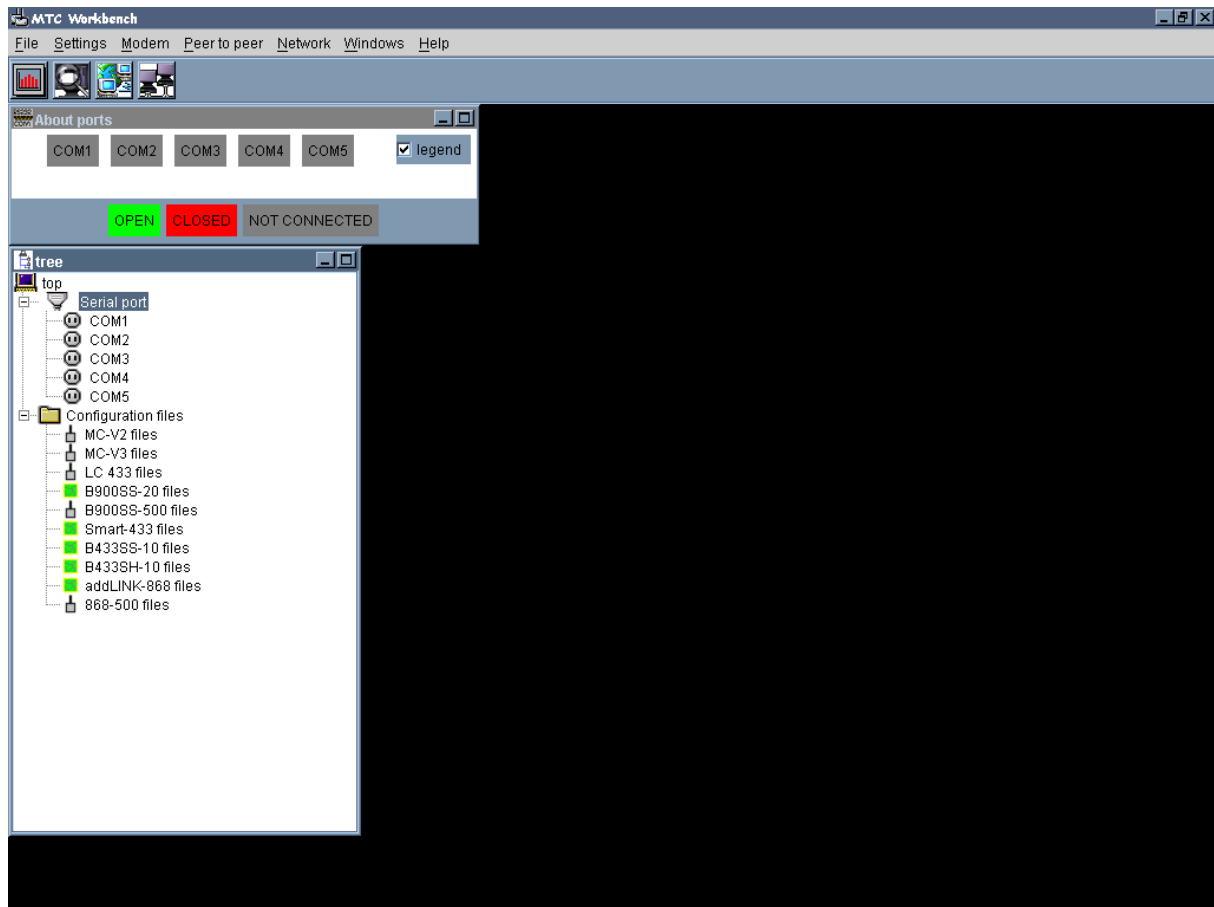 MTC Workbench
File Settings Modem Peer to peer Network Windows Help
About ports
COM1 COM2 COM3 COM4 COM5 legend
OPEN CLOSED NOT CONNECTED
tree
top
Serial port
COM1
COM2
COM3
COM4
COM5
Configuration files
MC-V2 files
MC-V3 files
LC 433 files
B900SS-20 files
B900SS-500 files
Smart-433 files
B433SS-10 files
B433SH-10 files
addLINK-868 files
868-500 files